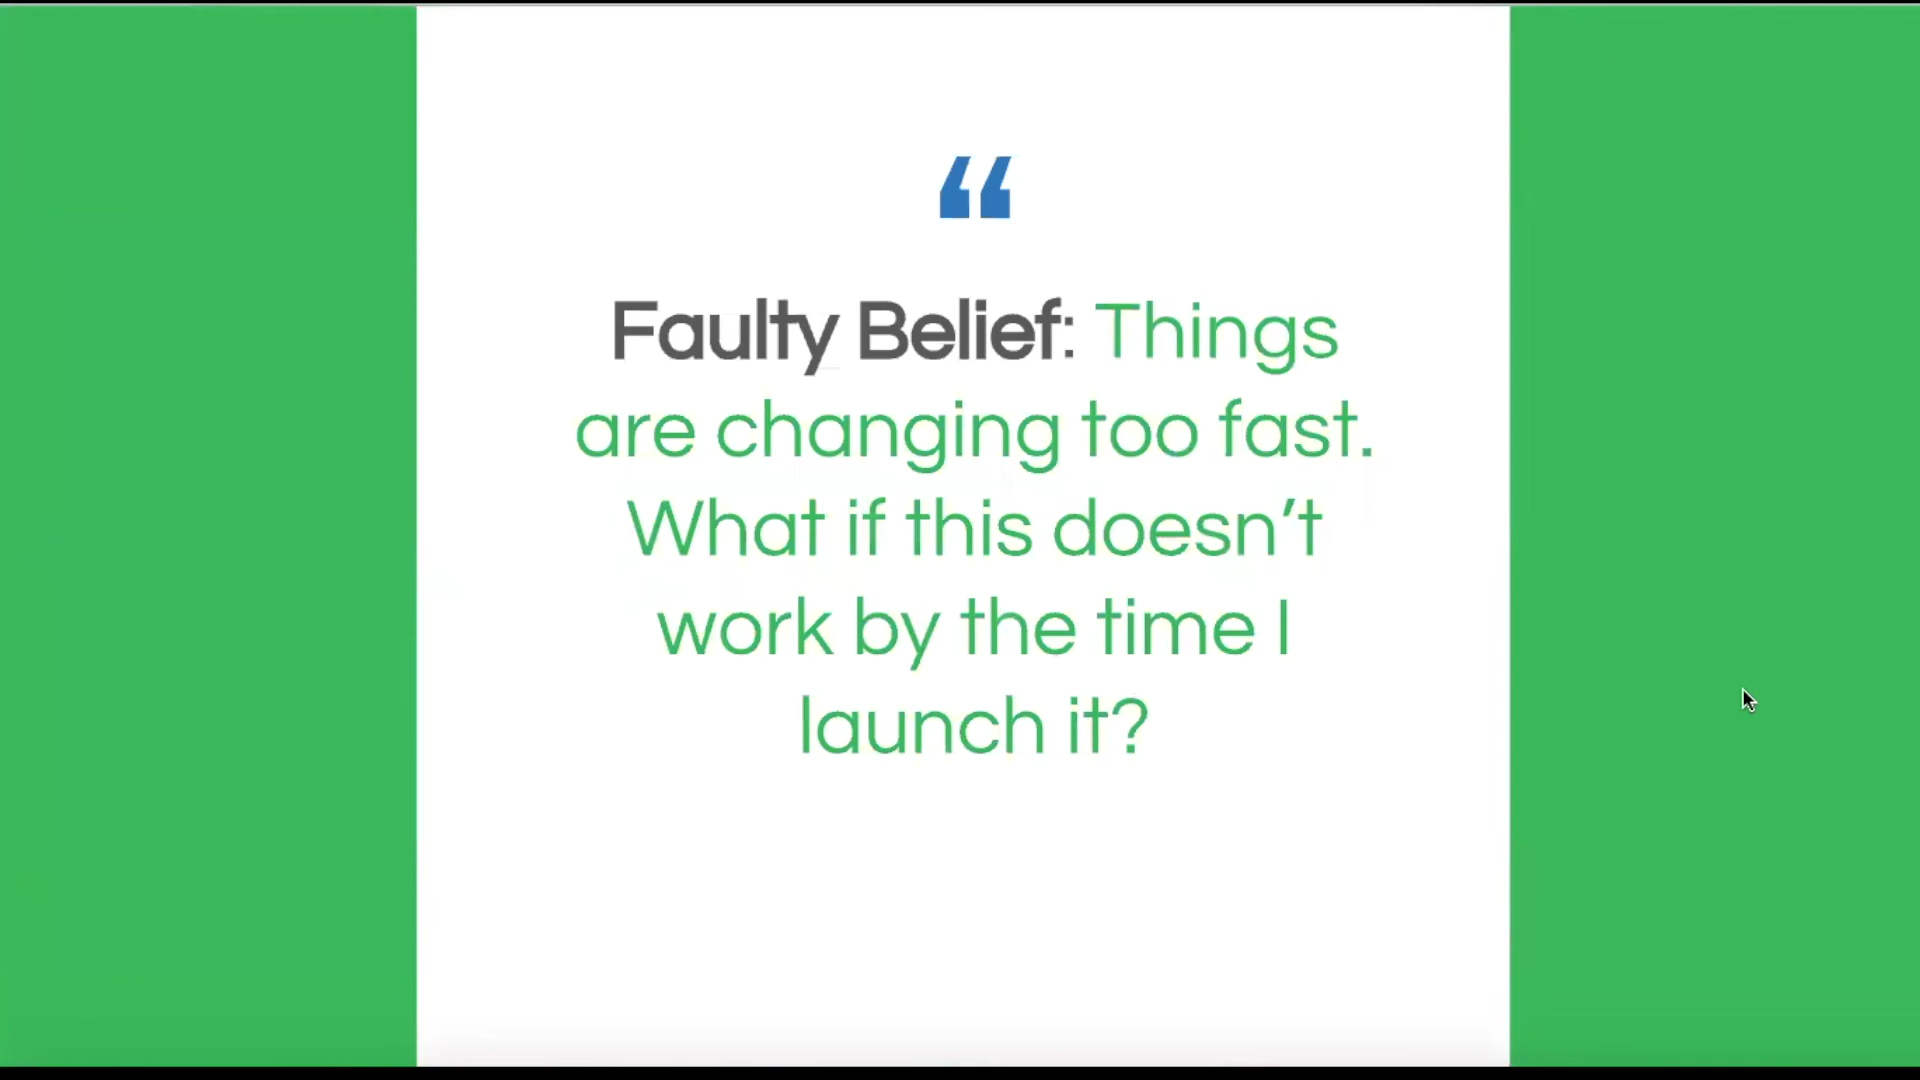 “
Faulty Belief: Things
are changing too fast.
What if this doesn’t
work by the time I
launch it?